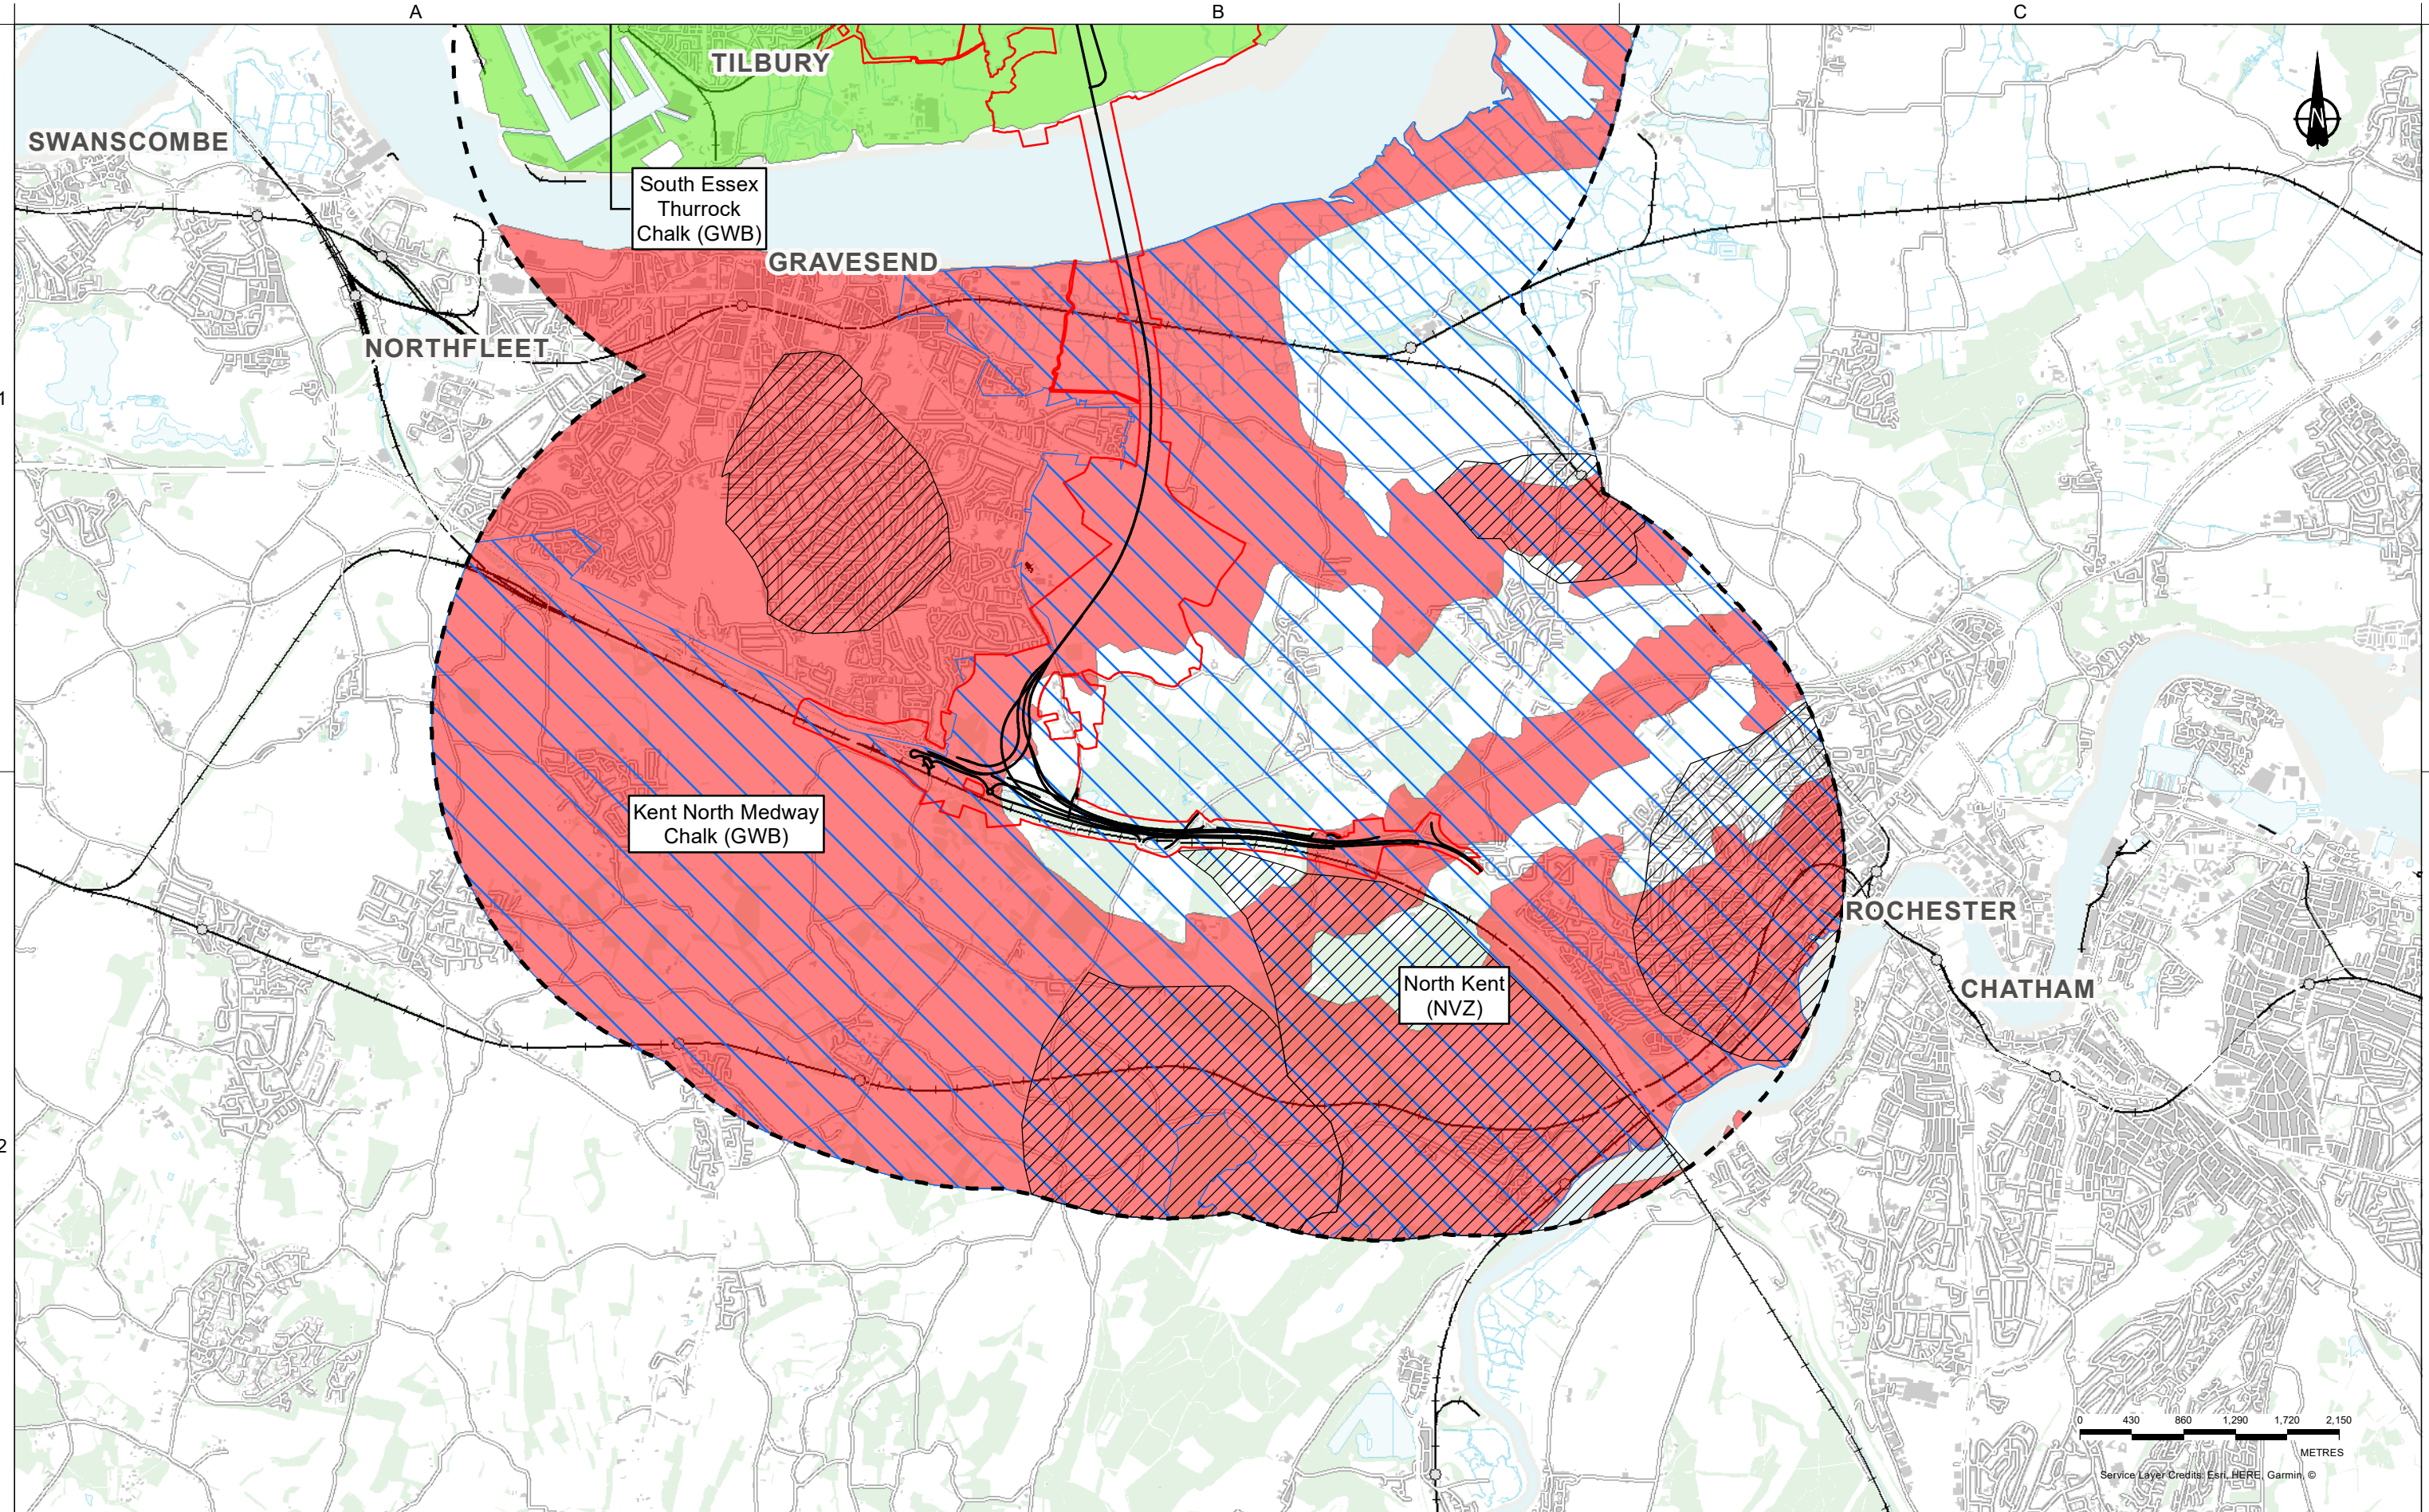 A
B
C
TILBURY
SWANSCOMBE
N
South Essex
Thurrock
Chalk (GWB)
GRAVESEND
NORTHFLEET
1
Kent North Medway
Chalk (GWB)
ROCHESTER
North Kent
(NVZ)
CHATHAM
2
0 430 860 1,290 1,720 2,150
METRES
Service Layer Credits: Esri, HERE, Garmin, ©